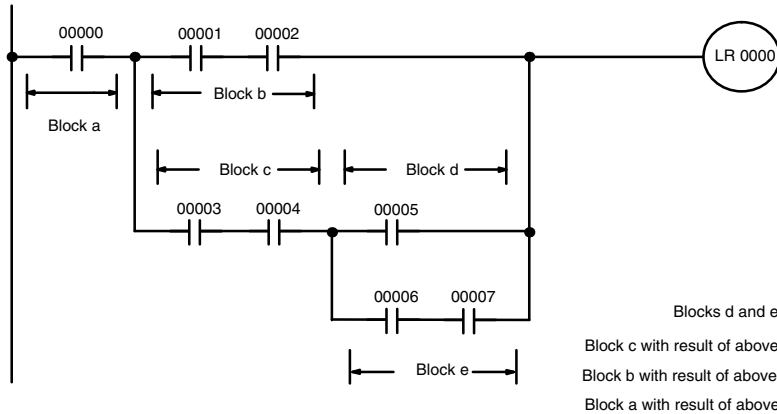 00000 00001 00002
LR 0000
Block b
Block a
Block c Block d
00003 00004 00005
00006 00007
Blocks d and e
Block c with result of above
Block e
Block b with result of above
Block a with result of above